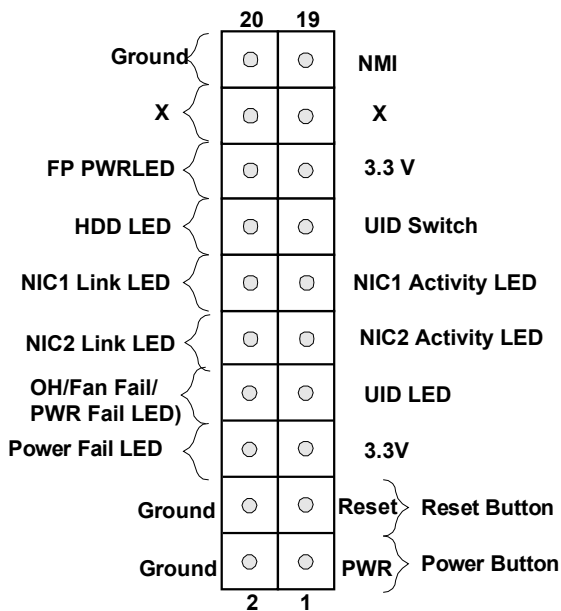 20 19
Ground NMI
X X
FP PWRLED 3.3 V
HDD LED UID Switch
NIC1 Link LED NIC1 Activity LED
NIC2 Link LED NIC2 Activity LED
OH/Fan Fail/
PWR Fail LED) UID LED
Power Fail LED 3.3V
Ground Reset Reset Button
Ground PWR Power Button
2 1